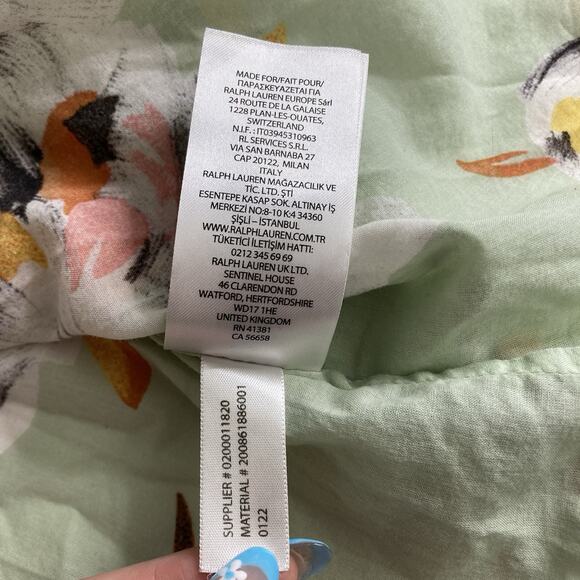 MADE FOR/FAIT POUR/
ΠΑΡΑΣΚΕΥΑΖΕΤΑΙ ΓΙΑ
RALPH LAUREN EUROPE Sàrl
24 ROUTE DE LA GALAISE
1228 PLAN-LES-OUATES,
SWITZERLAND
N.I.F. : IT03945310963
RL SERVICES S.R.L.
VIA SAN BARNABA 27
CAP 20122, MILAN
ITALY
RALPH LAUREN MAĞAZACILIK VE
TİC. LTD. ŞTİ
ESENTEPE KASAP SOK. ALTINAY İŞ
MERKEZİ NO:8-10 K:4 34360
ŞİŞLİ – İSTANBUL
WWW.RALPHLAUREN.COM.TR
TÜKETİCİ İLETİŞİM HATTI:
0212 345 69 69
RALPH LAUREN UK LTD.
SENTINEL HOUSE
46 CLARENDON RD
WATFORD, HERTFORDSHIRE
WD17 1HE
UNITED KINGDOM
RN 41381
CA 56658
SUPPLIER # 0200011820
MATERIAL # 200861886001
0122